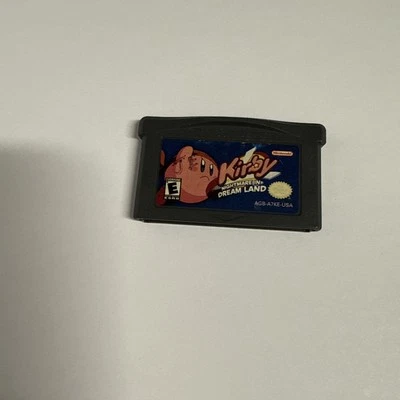 Nintendo
Kirby
NIGHTMARE IN
DREAM LAND
E
AGB-A7KE-USA